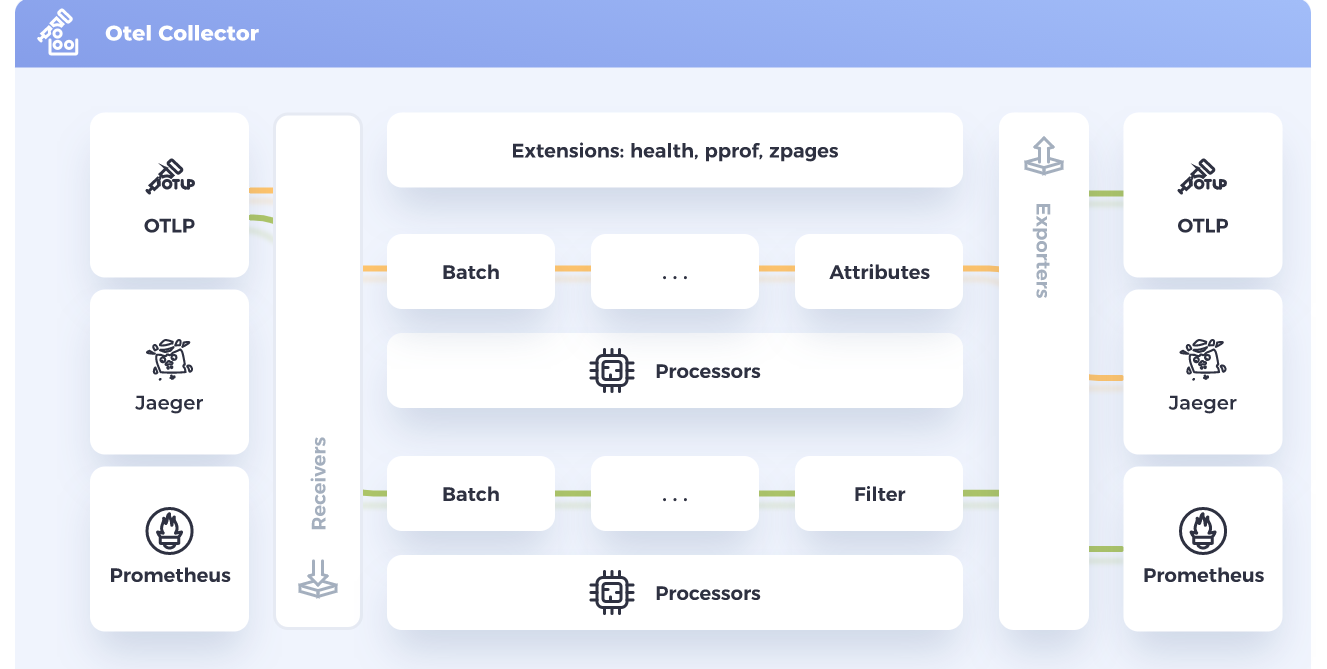 Otel Collector
OTLP
OTLP
Jaeger
Prometheus
Receivers
Extensions: health, pprof, zpages
Batch
...
Attributes
Processors
Batch
...
Filter
Processors
Exporters
OTLP
OTLP
Jaeger
Prometheus